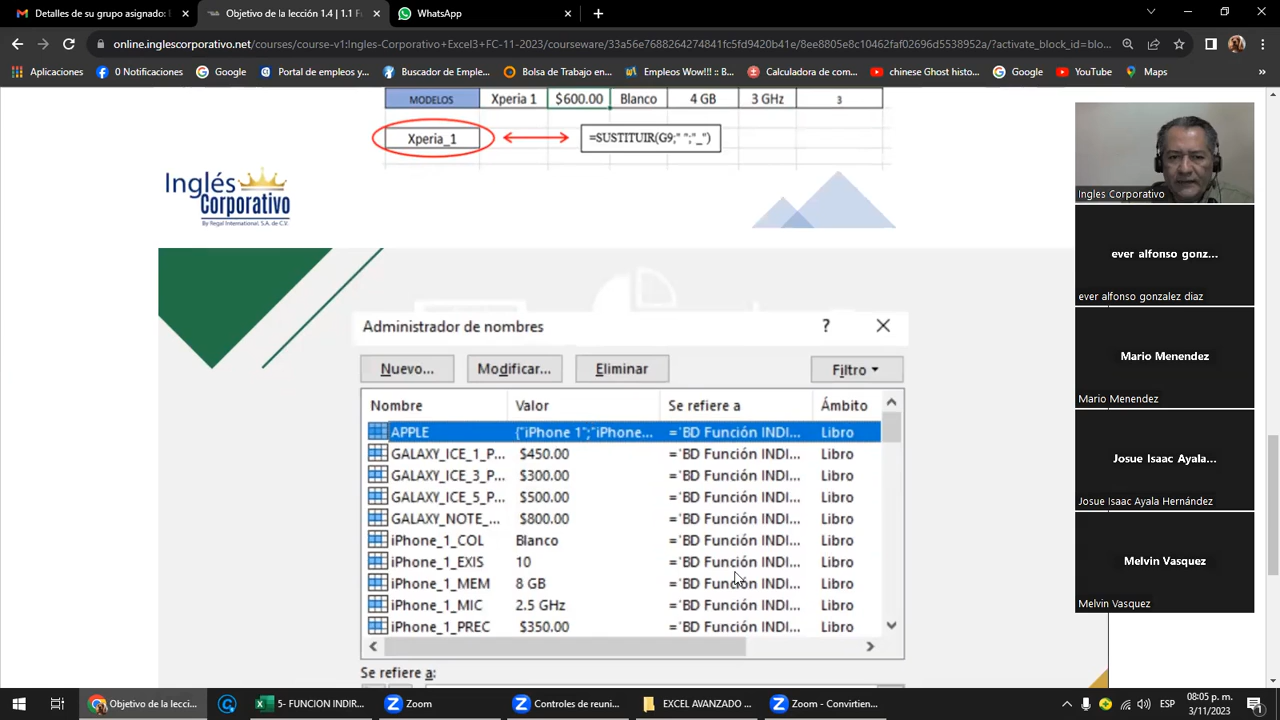 Detalles de su grupo asignado: I
Objetivo de la lección 1.4 | 1.1 F
WhatsApp
online.inglescorporativo.net/courses/course-v1:Ingles-Corporativo+Excel3+FC-11-2023/courseware/33a56e7688264274841fc5fd9420b41e/8ee8805e8c10462faf02696d5538952a/?activate_block_id=blo...
Aplicaciones
0 Notificaciones
Google
Portal de empleos y...
Buscador de Emple...
Bolsa de Trabajo en...
Empleos Wow!!! :: B...
Calculadora de com...
chinese Ghost histo...
Google
YouTube
Maps
MODELOS Xperia 1 $600.00 Blanco 4 GB 3 GHz 3
Xperia_1
=SUSTITUIR(G9;" ";"_")
Inglés
Corporativo
By Regal International, S.A. de C.V.
Administrador de nombres ?
Nuevo... Modificar... Eliminar Filtro
Nombre Valor Se refiere a Ámbito
APPLE {"iPhone 1";"iPhone... ='BD Función INDI... Libro
GALAXY_ICE_1_P... $450.00 ='BD Función INDI... Libro
GALAXY_ICE_3_P... $300.00 ='BD Función INDI... Libro
GALAXY_ICE_5_P... $500.00 ='BD Función INDI... Libro
GALAXY_NOTE_... $800.00 ='BD Función INDI... Libro
iPhone_1_COL Blanco ='BD Función INDI... Libro
iPhone_1_EXIS 10 ='BD Función INDI... Libro
iPhone_1_MEM 8 GB ='BD Función INDI... Libro
iPhone_1_MIC 2.5 GHz ='BD Función INDI... Libro
iPhone_1_PREC $350.00 ='BD Función INDI... Libro
Se refiere a:
Ingles Corporativo
ever alfonso gonz...
ever alfonso gonzalez diaz
Mario Menendez
Mario Menendez
Josue Isaac Ayala...
Josue Isaac Ayala Hernández
Melvin Vasquez
Melvin Vasquez
Objetivo de la lecci...
5- FUNCION INDIR...
Zoom
Controles de reuni...
EXCEL AVANZADO ...
Zoom - Convirtien...
ESP
08:05 p. m.
3/11/2023